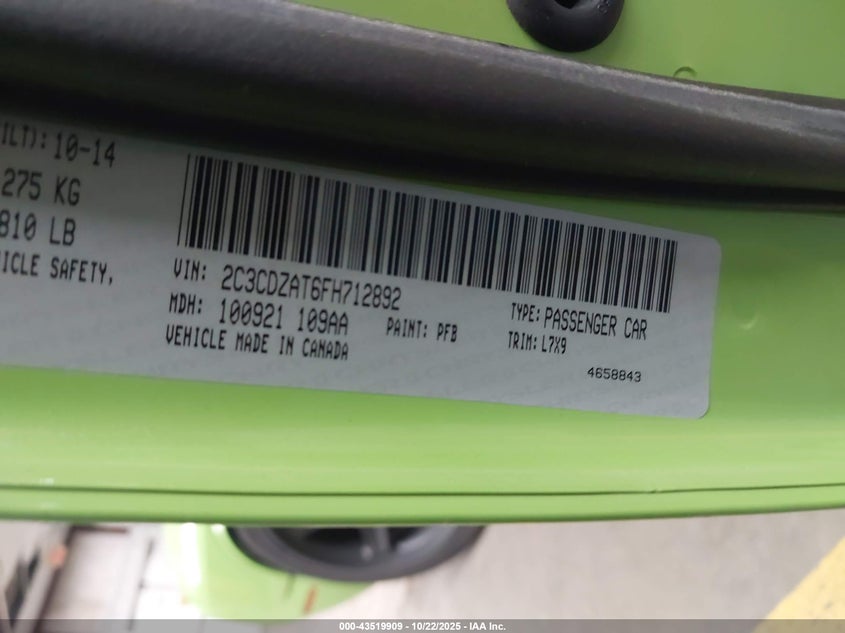 ILT): 10-14
275 KG
810 LB
ICLE SAFETY,
VIN: 2C3CDZAT6FH712892
MDH: 100921 109AA
PAINT: PFB
TYPE: PASSENGER CAR
VEHICLE MADE IN CANADA
TRIM: L7X9
4658843
000-43519909 - 10/22/2025 - IAA Inc.